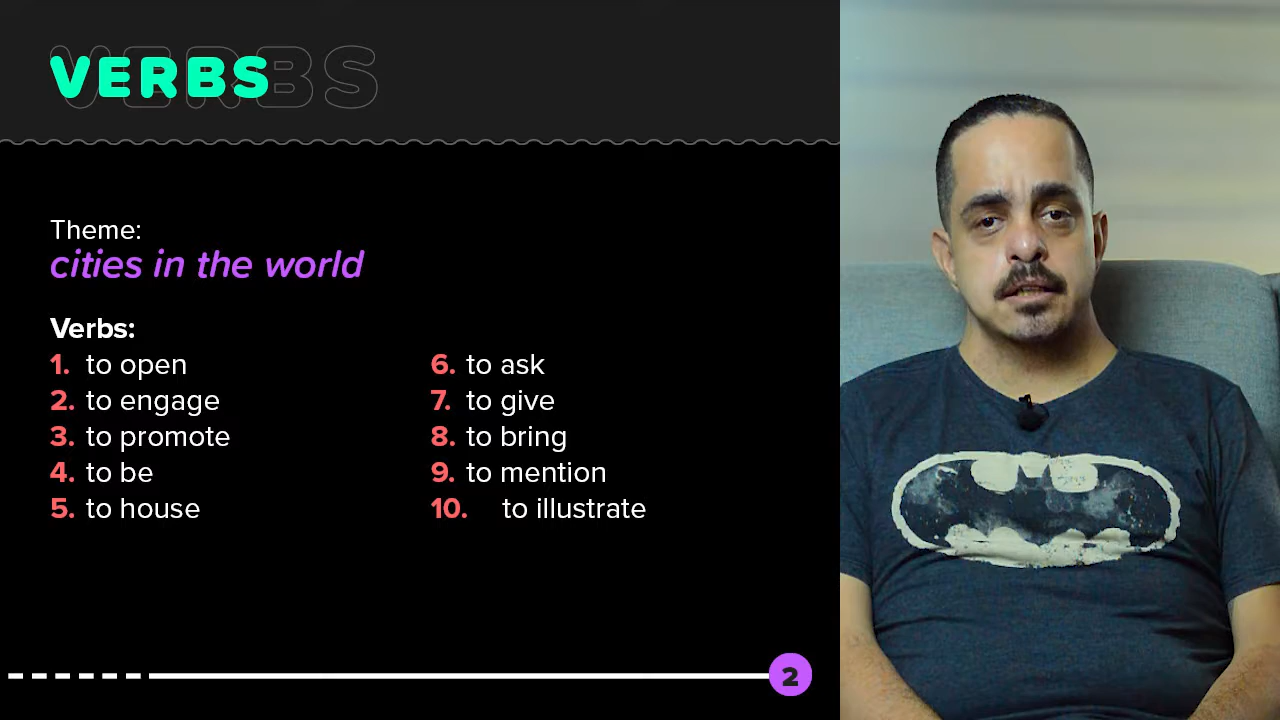 VERBS
Theme:
cities in the world
Verbs:
1. to open
2. to engage
3. to promote
4. to be
5. to house
6. to ask
7. to give
8. to bring
9. to mention
10. to illustrate
2